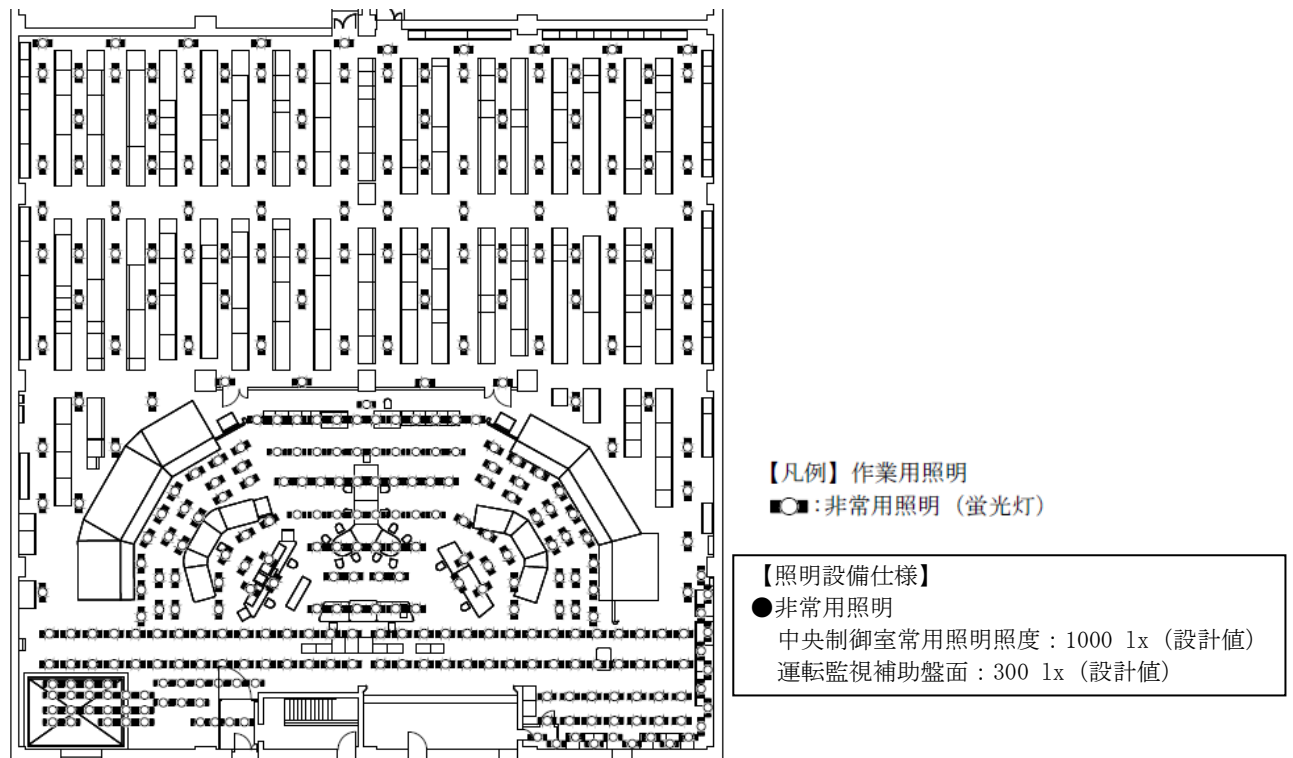 【凡例】作業用照明
:非常用照明（蛍光灯）
【照明設備仕様】
●非常用照明
中央制御室常用照明照度：1000 lx（設計値）
運転監視補助盤面：300 lx（設計値）